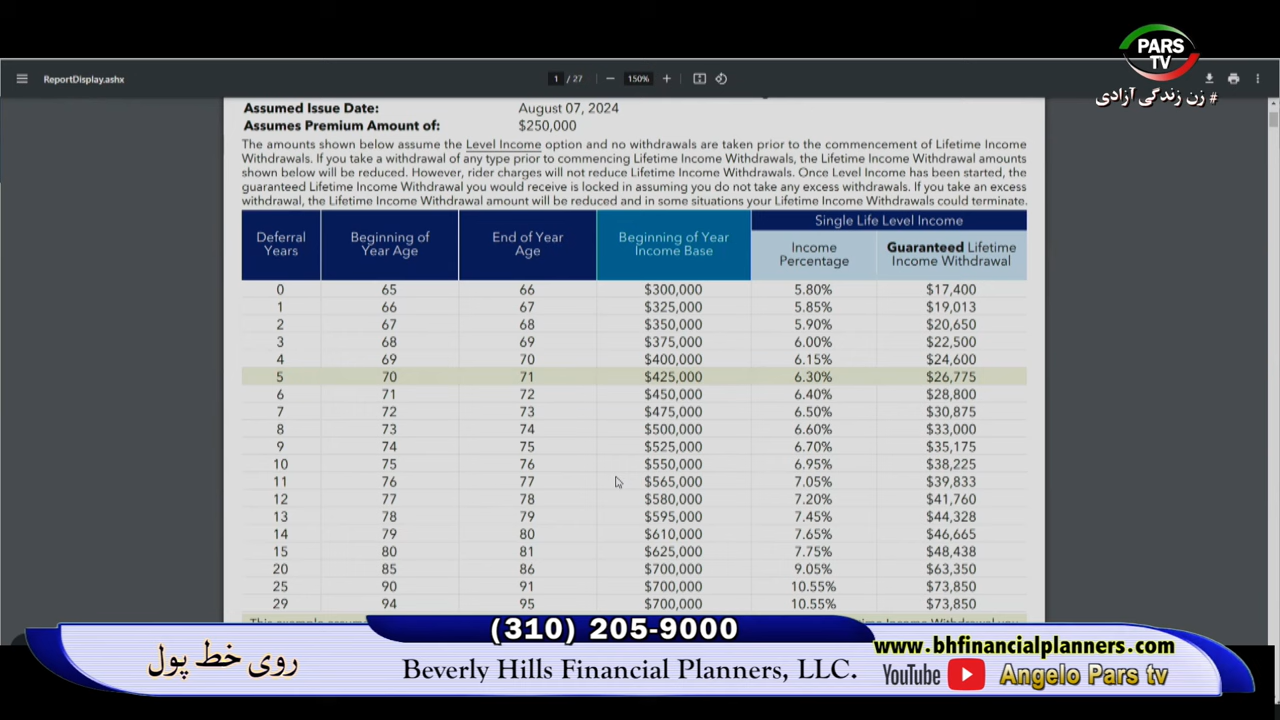 PARS
TV
# زن زندگی آزادی
ReportDisplay.ashx
1 / 27
150%
Assumed Issue Date: August 07, 2024
Assumes Premium Amount of: $250,000
The amounts shown below assume the Level Income option and no withdrawals are taken prior to the commencement of Lifetime Income
Withdrawals. If you take a withdrawal of any type prior to commencing Lifetime Income Withdrawals, the Lifetime Income Withdrawal amounts
shown below will be reduced. However, rider charges will not reduce Lifetime Income Withdrawals. Once Level Income has been started, the
guaranteed Lifetime Income Withdrawal you would receive is locked in assuming you do not take any excess withdrawals. If you take an excess
withdrawal, the Lifetime Income Withdrawal amount will be reduced and in some situations your Lifetime Income Withdrawals could terminate.
Deferral Years
Beginning of Year Age
End of Year Age
Beginning of Year Income Base
Single Life Level Income
Income Percentage
Guaranteed Lifetime Income Withdrawal
0 65 66 $300,000 5.80% $17,400
1 66 67 $325,000 5.85% $19,013
2 67 68 $350,000 5.90% $20,650
3 68 69 $375,000 6.00% $22,500
4 69 70 $400,000 6.15% $24,600
5 70 71 $425,000 6.30% $26,775
6 71 72 $450,000 6.40% $28,800
7 72 73 $475,000 6.50% $30,875
8 73 74 $500,000 6.60% $33,000
9 74 75 $525,000 6.70% $35,175
10 75 76 $550,000 6.95% $38,225
11 76 77 $565,000 7.05% $39,833
12 77 78 $580,000 7.20% $41,760
13 78 79 $595,000 7.45% $44,328
14 79 80 $610,000 7.65% $46,665
15 80 81 $625,000 7.75% $48,438
20 85 86 $700,000 9.05% $63,350
25 90 91 $700,000 10.55% $73,850
29 94 95 $700,000 10.55% $73,850
(310) 205-9000
روی خط پول
Beverly Hills Financial Planners, LLC.
www.bhfinancialplanners.com
YouTube Angelo Pars tv